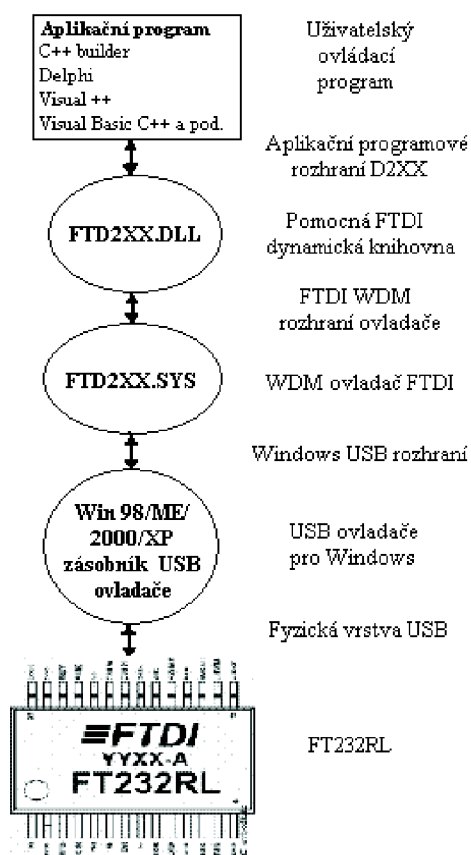 Aplikační program
C++ builder
Delphi
Visual ++
Visual Basic C++ a pod.
Uživatelský
ovládací
program
Aplikační programové
rozhraní D2XX
FTD2XX.DLL
Pomocná FTDI
dynamická knihovna
FTDI WDM
rozhraní ovladače
FTD2XX.SYS
WDM ovladač FTDI
Windows USB rozhraní
Win 98/ME/
2000/XP
zásobník USB
ovladače
USB ovladače
pro Windows
Fyzická vrstva USB
FTDI
YYXX-A
FT232RL
FT232RL